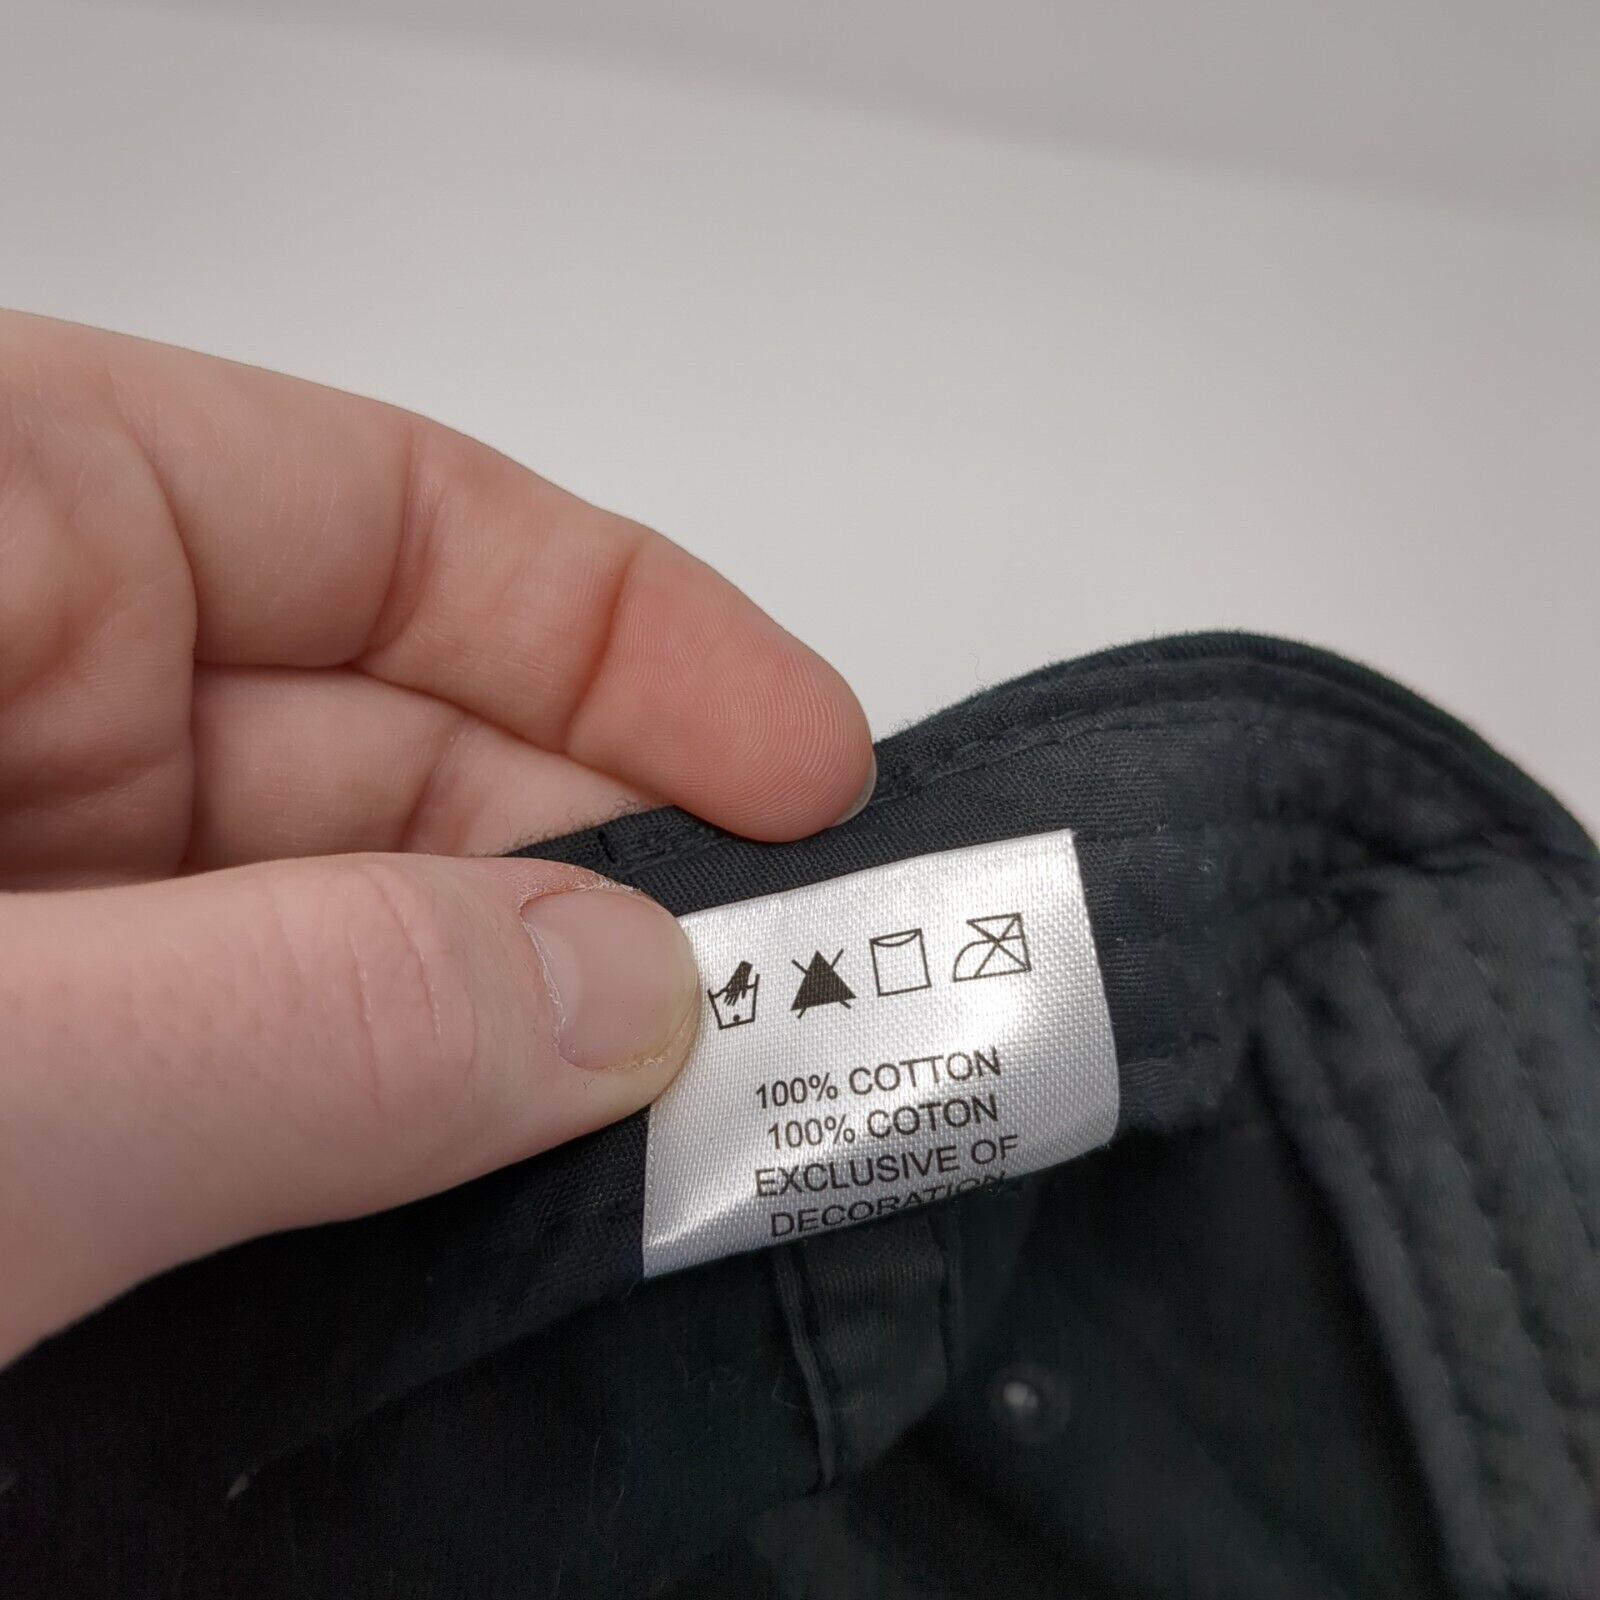 100% COTTON
100% COTON
EXCLUSIVE OF
DECORATION